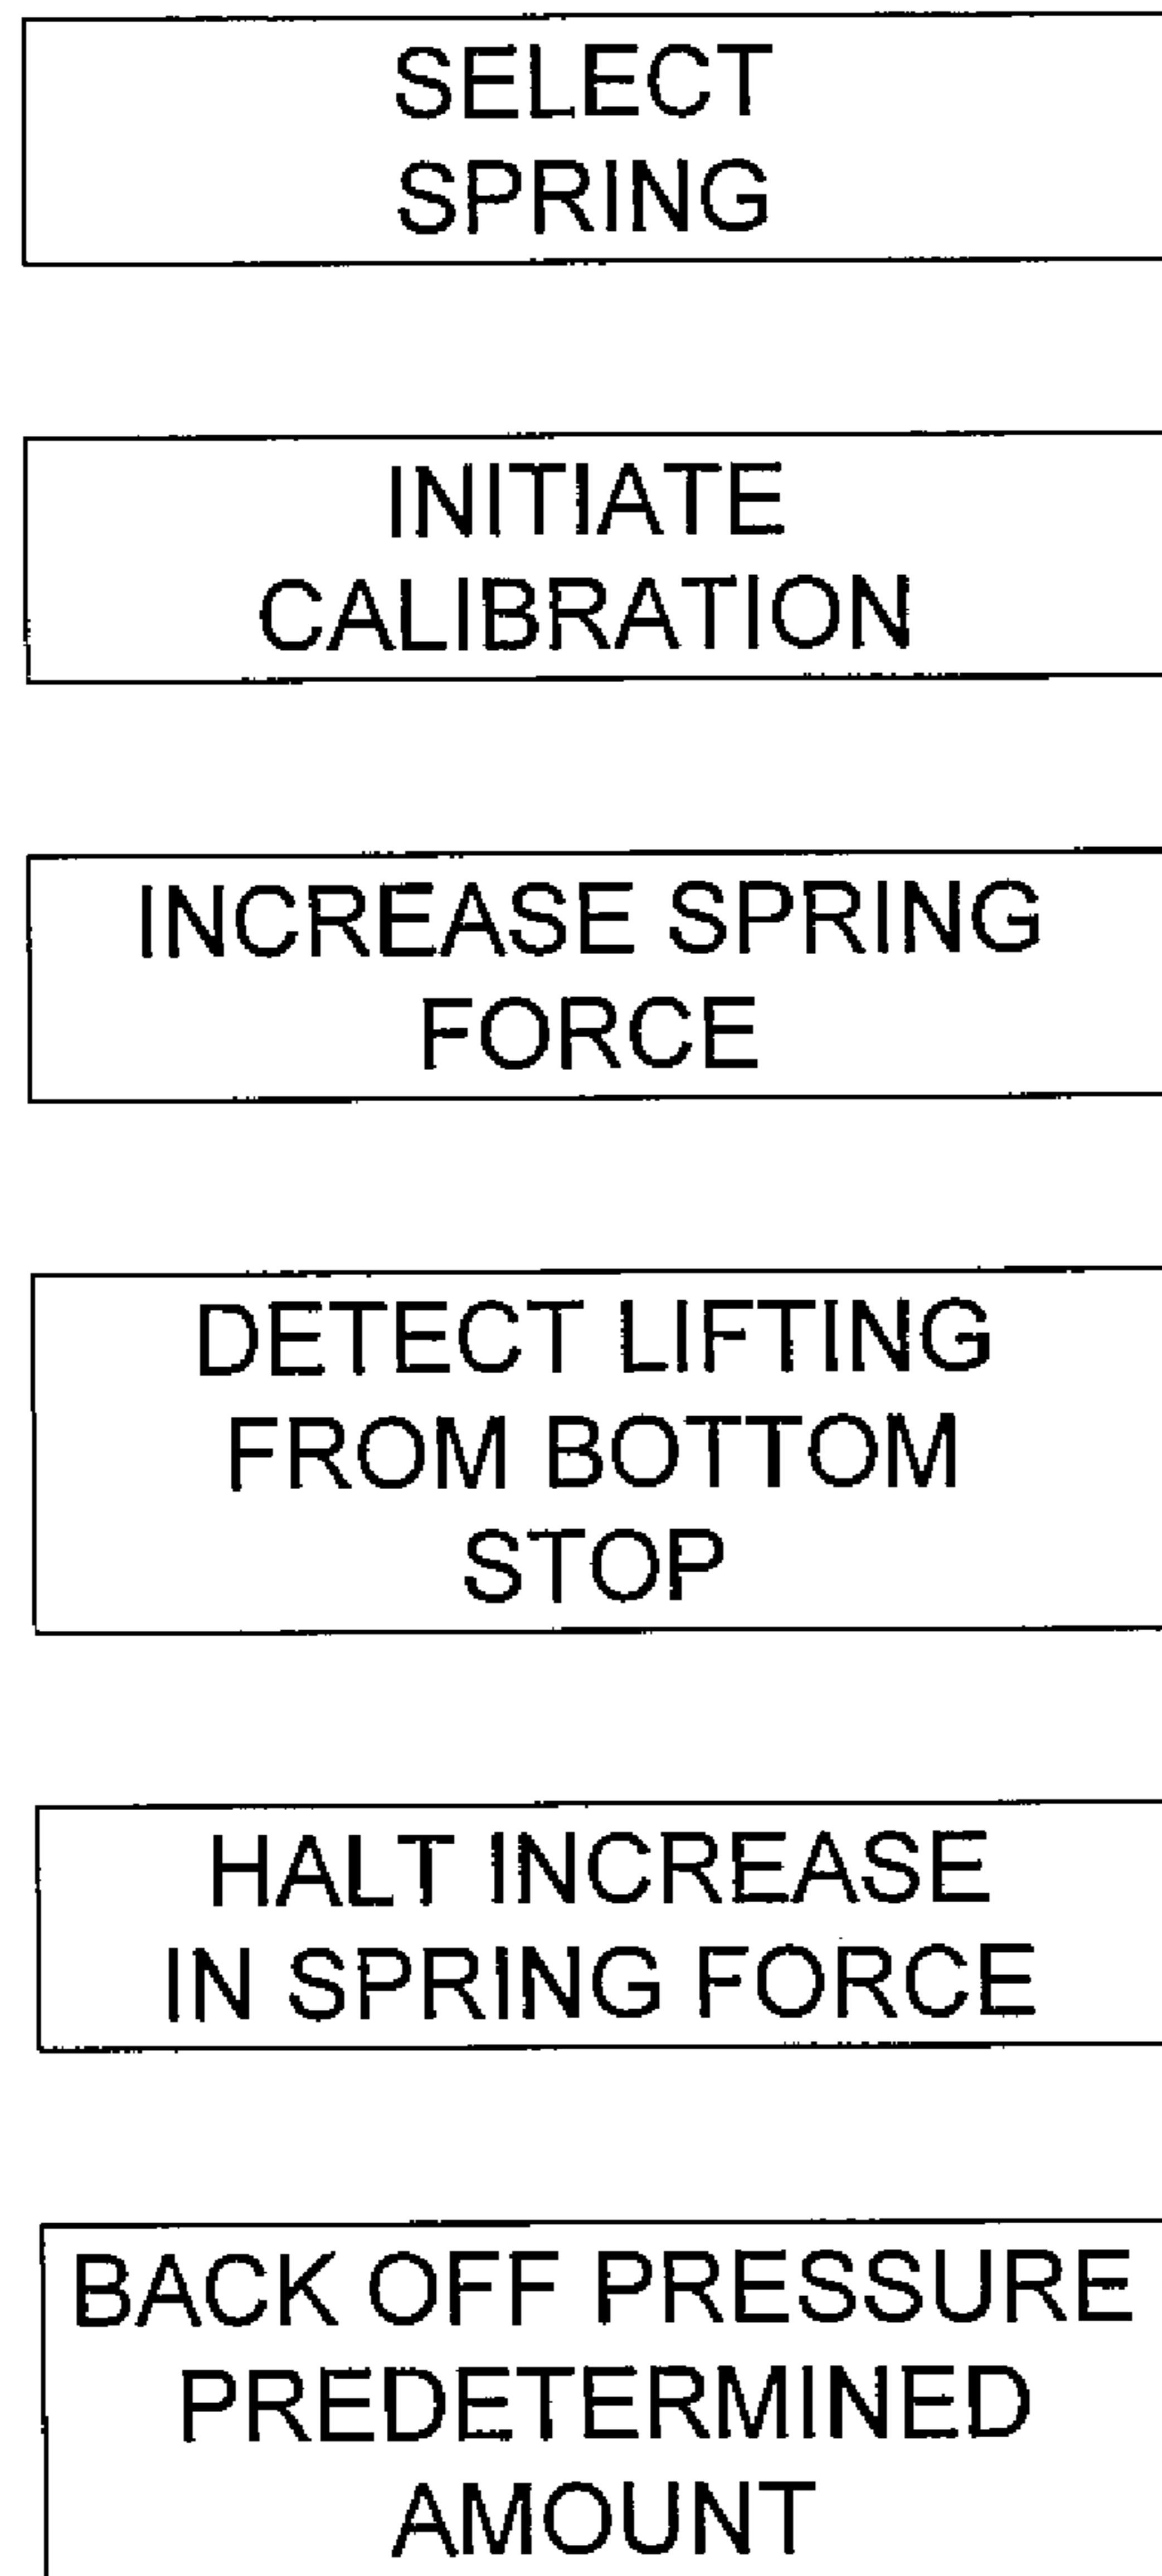 SELECT
SPRING
INITIATE
CALIBRATION
INCREASE SPRING
FORCE
DETECT LIFTING
FROM BOTTOM
STOP
HALT INCREASE
IN SPRING FORCE
BACK OFF PRESSURE
PREDETERMINED
AMOUNT